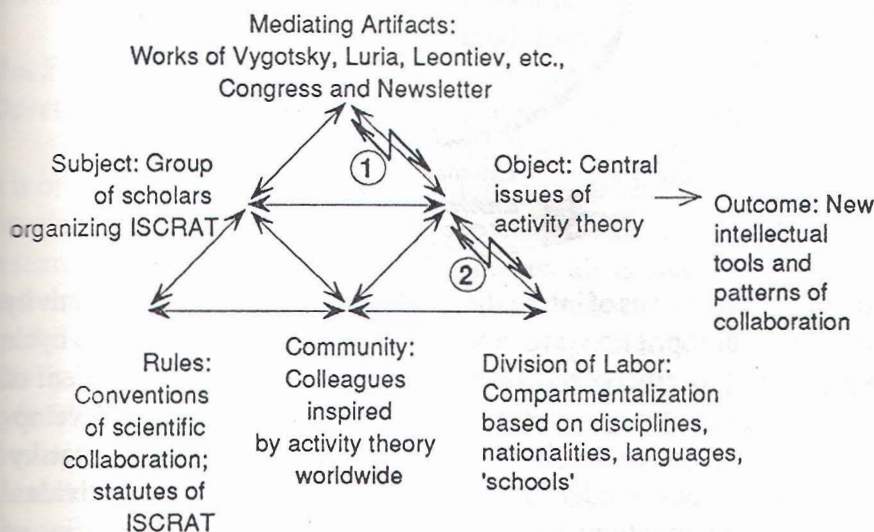 Mediating Artifacts:
Works of Vygotsky, Luria, Leontiev, etc.,
Congress and Newsletter
1
Subject: Group
of scholars
organizing ISCRAT
Object: Central
issues of
activity theory
Outcome: New
intellectual
tools and
patterns of
collaboration
2
Rules:
Conventions
of scientific
collaboration;
statutes of
ISCRAT
Community:
Colleagues
inspired
by activity theory
worldwide
Division of Labor:
Compartmentalization
based on disciplines,
nationalities, languages,
'schools'